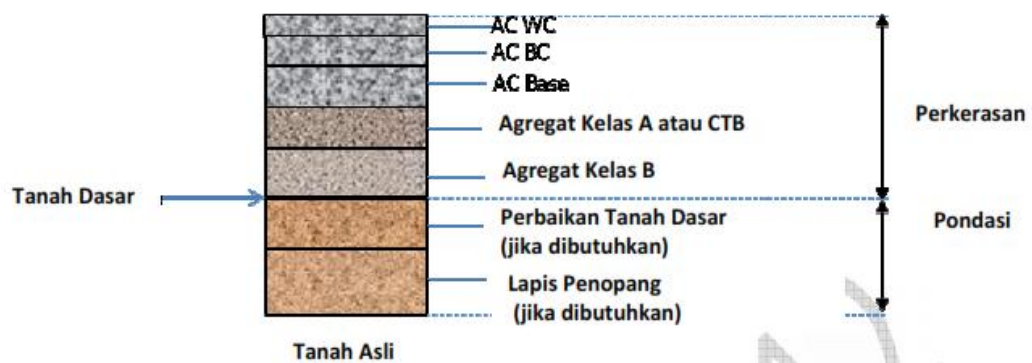 AC WC
AC BC
AC Base
Agregat Kelas A atau CTB
Perkerasan
Agregat Kelas B
Tanah Dasar
Perbaikan Tanah Dasar
(jika dibutuhkan)
Pondasi
Lapis Penopang
(jika dibutuhkan)
Tanah Asli